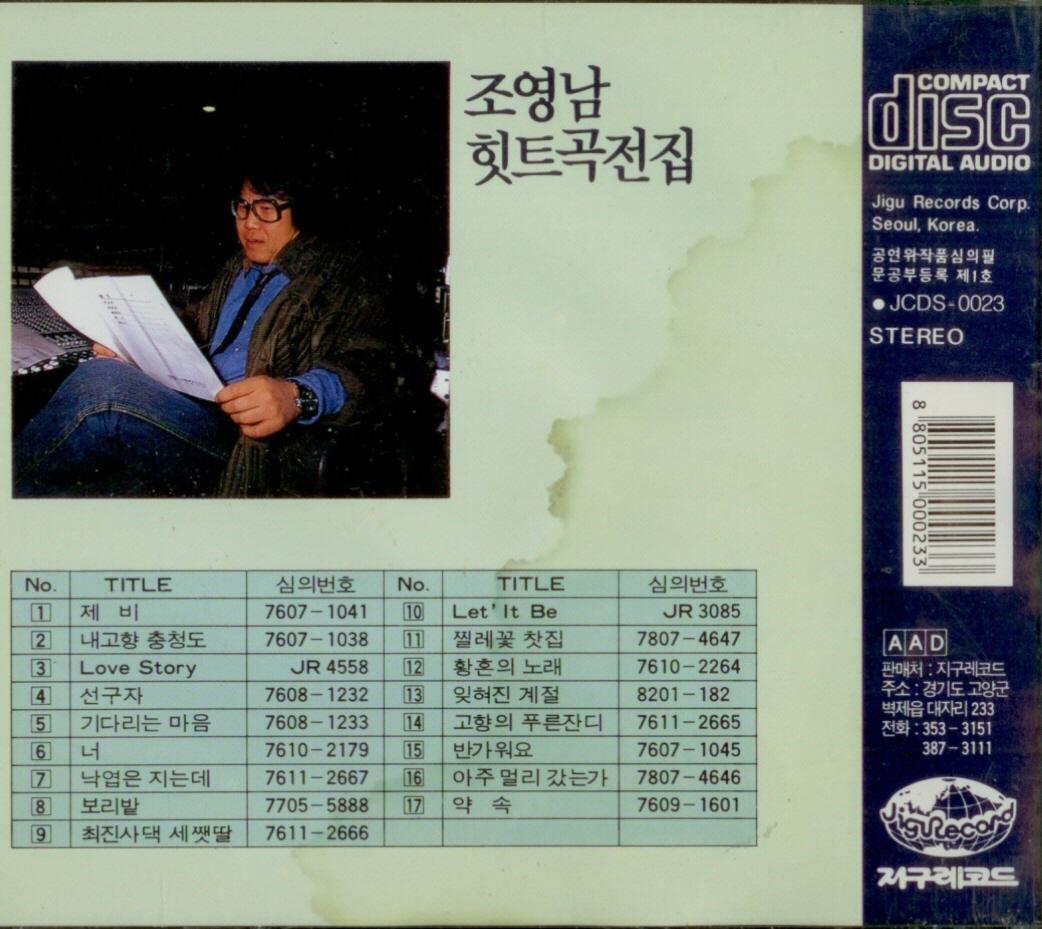 조영남
힛트곡전집
COMPACT
disc
DIGITAL AUDIO
Jigu Records Corp.
Seoul, Korea.
공연위작품심의필
문공부등록 제1호
● JCDS-0023
STEREO
8 805115 000233
No. TITLE 심의번호 No. TITLE 심의번호
1 제 비 7607-1041 10 Let' It Be JR 3085
2 내고향 충청도 7607-1038 11 찔레꽃 찻집 7807-4647
3 Love Story JR 4558 12 황혼의 노래 7610-2264
4 선구자 7608-1232 13 잊혀진 계절 8201-182
5 기다리는 마음 7608-1233 14 고향의 푸른잔디 7611-2665
6 너 7610-2179 15 반가워요 7607-1045
7 낙엽은 지는데 7611-2667 16 아주 멀리 갔는가 7807-4646
8 보리밭 7705-5888 17 약 속 7609-1601
9 최진사댁 세쨋딸 7611-2666
AAD
판매처 : 지구레코드
주소 : 경기도 고양군
벽제읍 대자리 233
전화 : 353-3151
387-3111
JiguRecord
지구레코드